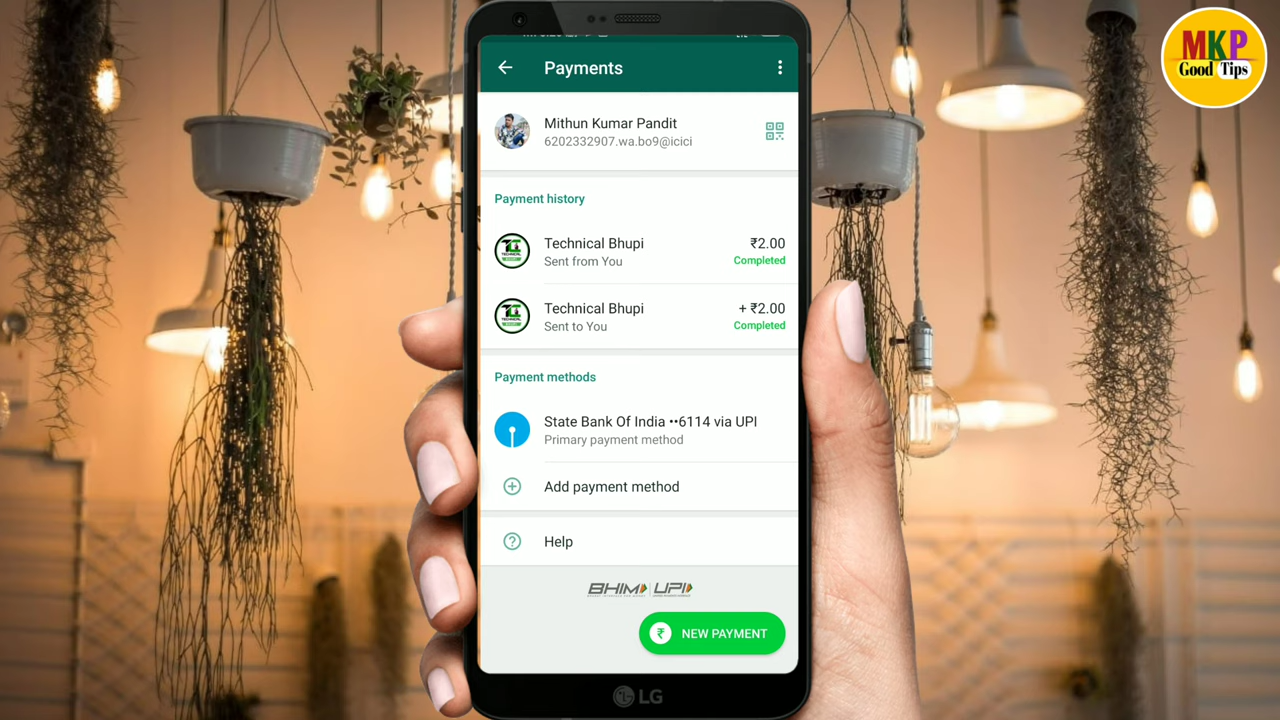 MKP
Good Tips
Payments
Mithun Kumar Pandit
6202332907.wa.bo9@icici
Payment history
Technical Bhupi
₹2.00
Sent from You
Completed
Technical Bhupi
+ ₹2.00
Sent to You
Completed
Payment methods
State Bank Of India ••6114 via UPI
Primary payment method
Add payment method
Help
BHIM UPI
₹ NEW PAYMENT
LG